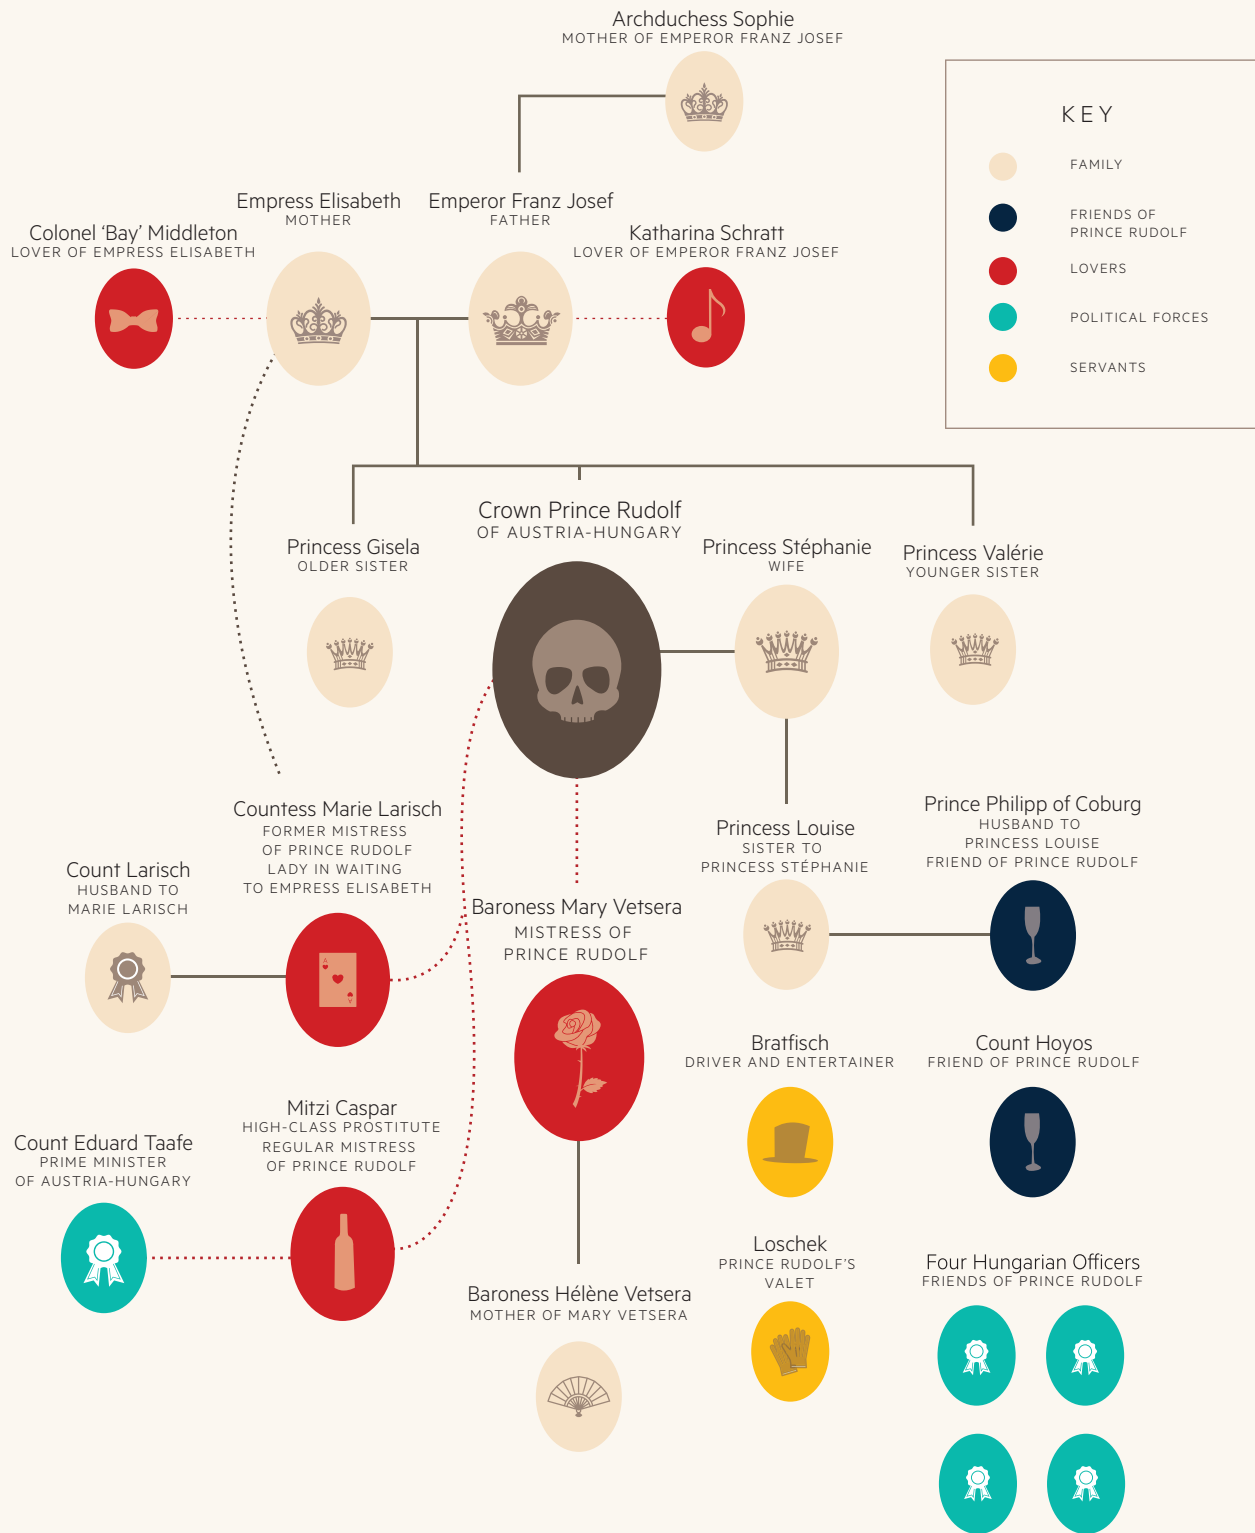 Archduchess Sophie
MOTHER OF EMPEROR FRANZ JOSEF
KEY
FAMILY
FRIENDS OF
PRINCE RUDOLF
LOVERS
POLITICAL FORCES
SERVANTS
Empress Elisabeth
MOTHER
Emperor Franz Josef
FATHER
Colonel ‘Bay’ Middleton
LOVER OF EMPRESS ELISABETH
Katharina Schratt
LOVER OF EMPEROR FRANZ JOSEF
Crown Prince Rudolf
OF AUSTRIA-HUNGARY
Princess Gisela
OLDER SISTER
Princess Stéphanie
WIFE
Princess Valérie
YOUNGER SISTER
Countess Marie Larisch
FORMER MISTRESS
OF PRINCE RUDOLF
LADY IN WAITING
TO EMPRESS ELISABETH
Prince Philipp of Coburg
HUSBAND TO
PRINCESS LOUISE
FRIEND OF PRINCE RUDOLF
Princess Louise
SISTER TO
PRINCESS STÉPHANIE
Count Larisch
HUSBAND TO
MARIE LARISCH
Baroness Mary Vetsera
MISTRESS OF
PRINCE RUDOLF
A
A
Bratfisch
DRIVER AND ENTERTAINER
Count Hoyos
FRIEND OF PRINCE RUDOLF
Mitzi Caspar
HIGH-CLASS PROSTITUTE
REGULAR MISTRESS
OF PRINCE RUDOLF
Count Eduard Taafe
PRIME MINISTER
OF AUSTRIA-HUNGARY
Loschek
PRINCE RUDOLF’S
VALET
Four Hungarian Officers
FRIENDS OF PRINCE RUDOLF
Baroness Hélène Vetsera
MOTHER OF MARY VETSERA